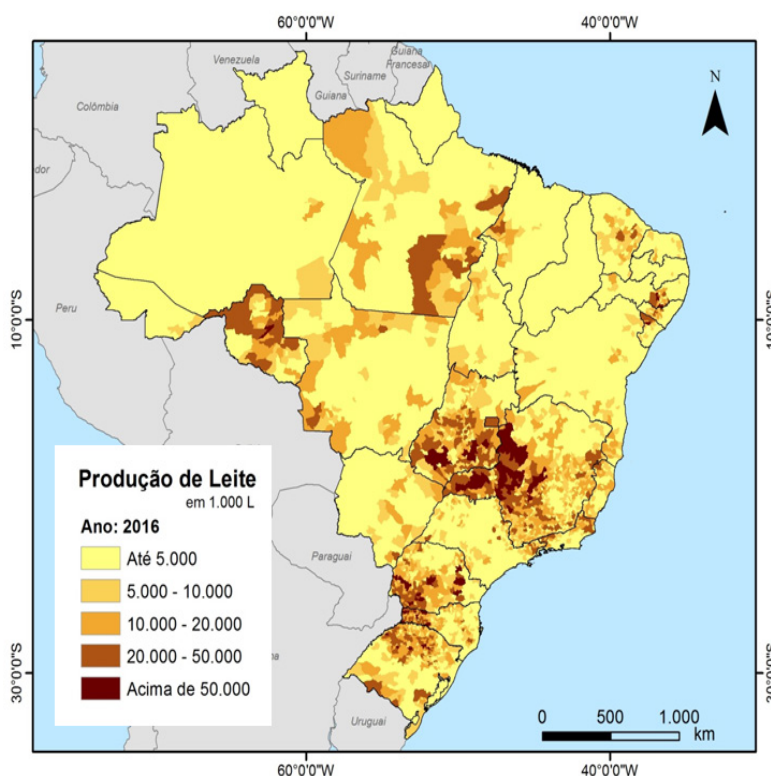 60°0'0"W 40°0'0"W
Venezuela
Guiana
Francesa
Suriname
Guiana
Colômbia
N
dor
Peru
10°0'0"S
10°0'0"S
Produção de Leite
em 1.000 L
Ano: 2016
Até 5.000
5.000 - 10.000
10.000 - 20.000
20.000 - 50.000
Acima de 50.000
Paraguai
30°0'0"S
30°0'0"S
Uruguai
0 500 1.000
km
60°0'0"W 40°0'0"W